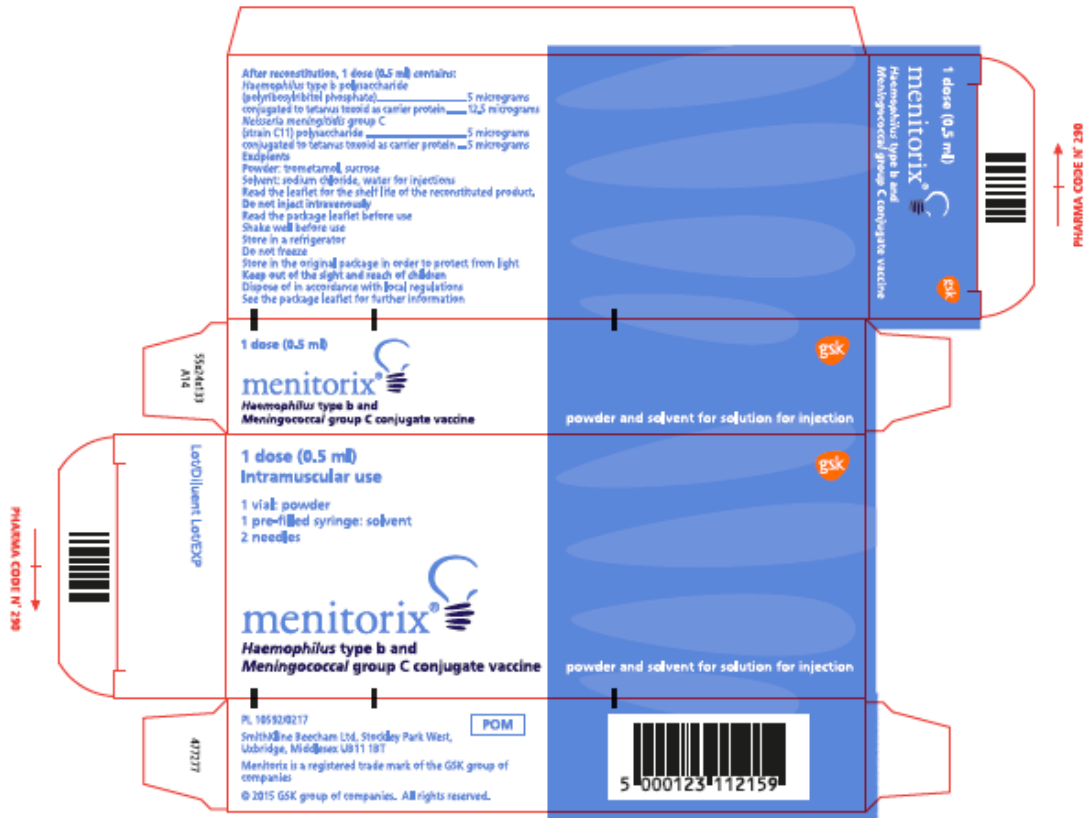 After reconstitution, 1 dose (0.5 ml) contains:
Haemophilus type b polysaccharide
(polyribosylribitol phosphate) 5 micrograms
conjugated to tetanus toxoid as carrier protein 12.5 micrograms
Neisseria meningitidis group C
(strain C11) polysaccharide 5 micrograms
conjugated to tetanus toxoid as carrier protein 5 micrograms
Excipients
Powder: trometamol, sucrose
Solvent: sodium chloride, water for injections
Read the leaflet for the shelf life of the reconstituted product.
Do not inject intravenously
Read the package leaflet before use
Shake well before use
Store in a refrigerator
Do not freeze
Store in the original package in order to protect from light
Keep out of the sight and reach of children
Dispose of in accordance with local regulations
See the package leaflet for further information
1 dose (0.5 ml)
menitorix®
Haemophilus type b and
Meningococcal group C conjugate vaccine
gsk
PHARMA CODE N° 290
55x24x133
A14
1 dose (0.5 ml)
menitorix®
Haemophilus type b and
Meningococcal group C conjugate vaccine
gsk
powder and solvent for solution for injection
PHARMA CODE N° 290
Lot/Diluent Lot/EXP
1 dose (0.5 ml)
Intramuscular use
1 vial: powder
1 pre-filled syringe: solvent
2 needles
menitorix®
Haemophilus type b and
Meningococcal group C conjugate vaccine
gsk
powder and solvent for solution for injection
477277
PL 10592/0217
SmithKline Beecham Ltd, Stockley Park West,
Uxbridge, Middlesex UB11 1BT
Menitorix is a registered trade mark of the GSK group of
companies
© 2015 GSK group of companies. All rights reserved.
POM
5 000123 112159